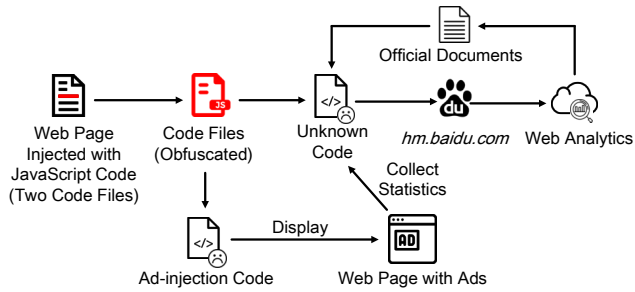 Official Documents
JS
</>
du
Web Page
Injected with
JavaScript Code
(Two Code Files)
Code Files
(Obfuscated)
Unknown
Code
hm.baidu.com
Web Analytics
Collect
Statistics
Display
</>
AD
Ad-injection Code
Web Page with Ads